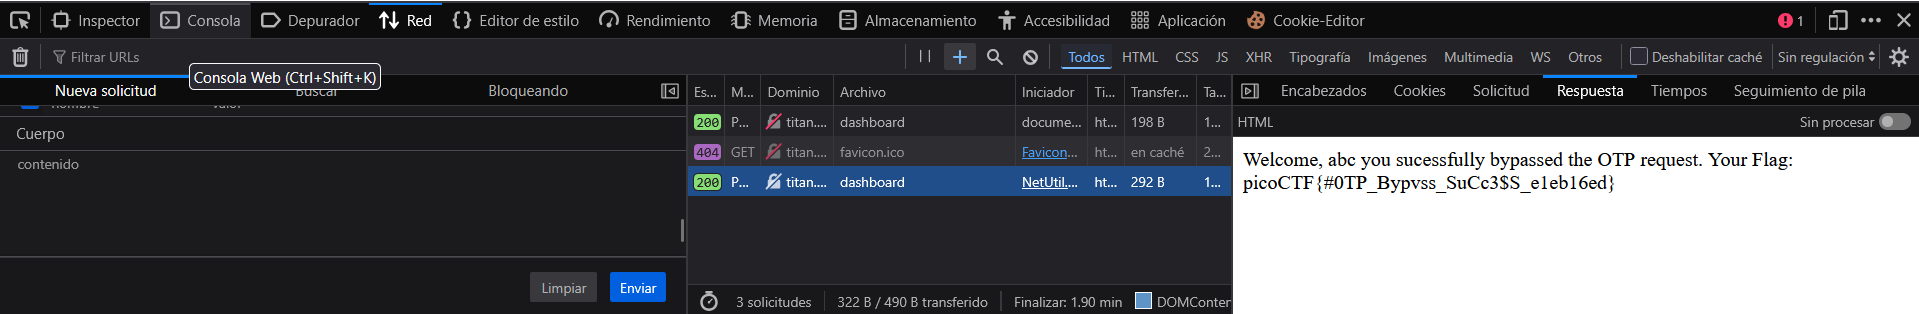 Inspector Consola Depurador Red Editor de estilo Rendimiento Memoria Almacenamiento Accesibilidad Aplicación Cookie-Editor 1
Filtrar URLs Todos HTML CSS JS XHR Tipografía Imágenes Multimedia WS Otros Deshabilitar caché Sin regulación
Consola Web (Ctrl+Shift+K)
Nueva solicitud Buscar Bloqueando
Cuerpo
contenido
Limpiar Enviar
Es... M... Dominio Archivo Iniciador Ti... Transfer... Ta...
200 P... titan.... dashboard docume... ht... 198 B 1...
404 GET titan.... favicon.ico Favicon... ht... en caché 2...
200 P... titan.... dashboard NetUtil.... ht... 292 B 1...
3 solicitudes 322 B / 490 B transferido Finalizar: 1.90 min DOMConten
Encabezados Cookies Solicitud Respuesta Tiempos Seguimiento de pila
HTML Sin procesar
Welcome, abc you sucessfully bypassed the OTP request. Your Flag:
picoCTF{#0TP_Bypvss_SuCc3$S_e1eb16ed}